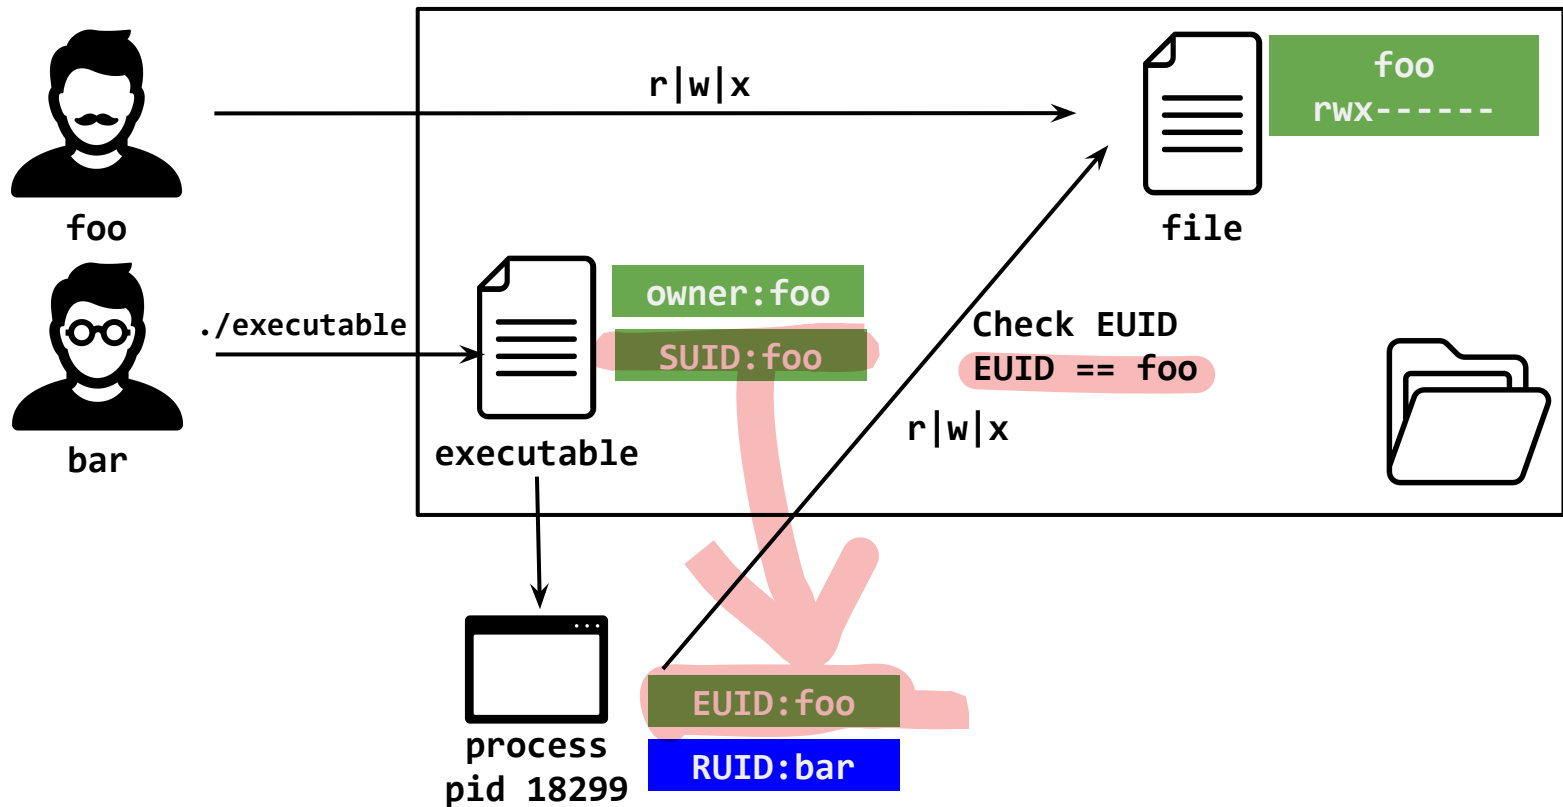 r|w|x
foo
rwx------
foo
file
./executable
owner:foo
SUID:foo
Check EUID
EUID == foo
r|w|x
bar
executable
EUID:foo
RUID:bar
process
pid 18299